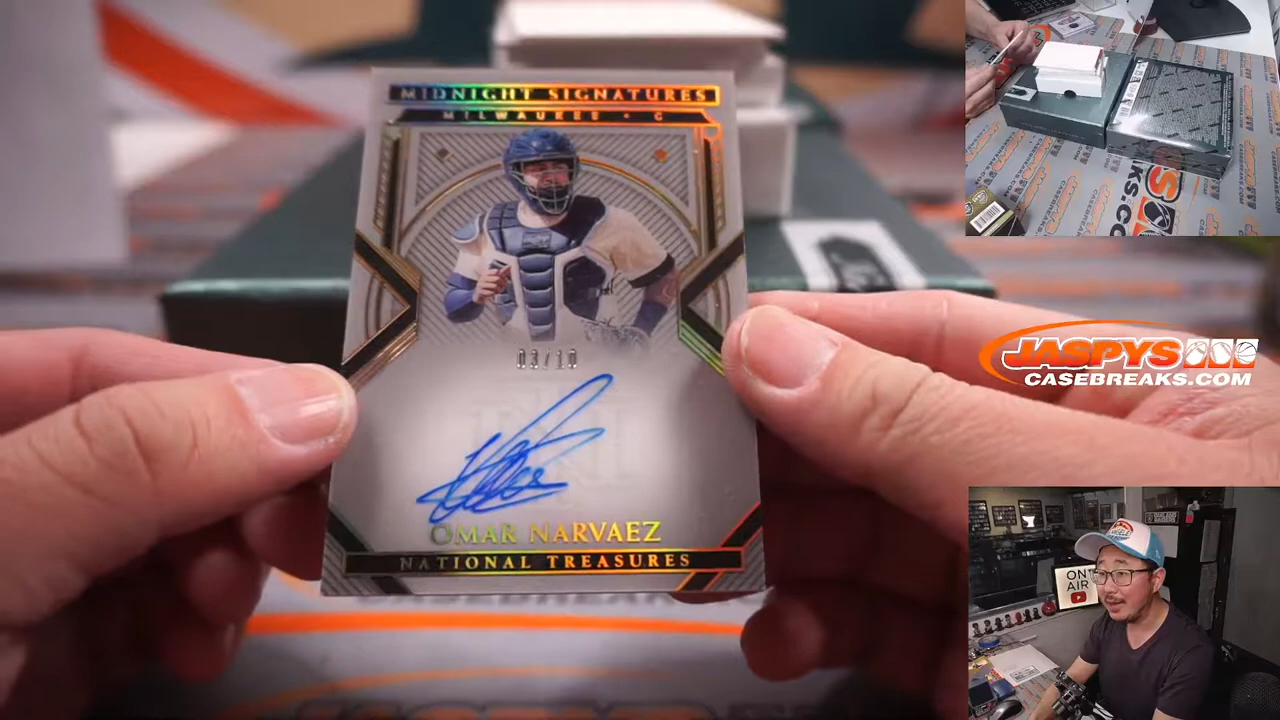 MIDNIGHT SIGNATURES
MILWAUKEE • C
03/10
OMAR NARVAEZ
NATIONAL TREASURES
JASPYS
CASEBREAKS.COM
ON
AIR